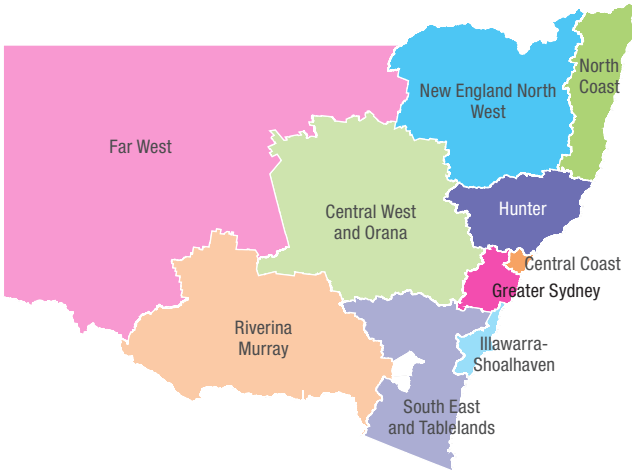 North
Coast
New England North
West
Far West
Hunter
Central West
and Orana
Central Coast
Greater Sydney
Riverina
Murray
Illawarra-
Shoalhaven
South East
and Tablelands